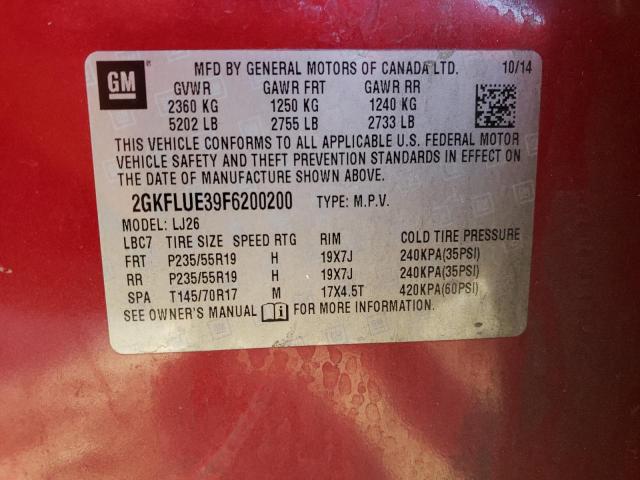 GM
MFD BY GENERAL MOTORS OF CANADA LTD. 10/14
GVWR GAWR FRT GAWR RR
2360 KG 1250 KG 1240 KG
5202 LB 2755 LB 2733 LB
THIS VEHICLE CONFORMS TO ALL APPLICABLE U.S. FEDERAL MOTOR
VEHICLE SAFETY AND THEFT PREVENTION STANDARDS IN EFFECT ON
THE DATE OF MANUFACTURE SHOWN ABOVE.
2GKFLUE39F6200200 TYPE: M.P.V.
MODEL: LJ26
LBC7 TIRE SIZE SPEED RTG RIM COLD TIRE PRESSURE
FRT P235/55R19 H 19X7J 240KPA(35PSI)
RR P235/55R19 H 19X7J 240KPA(35PSI)
SPA T145/70R17 M 17X4.5T 420KPA(60PSI)
SEE OWNER'S MANUAL FOR MORE INFORMATION.